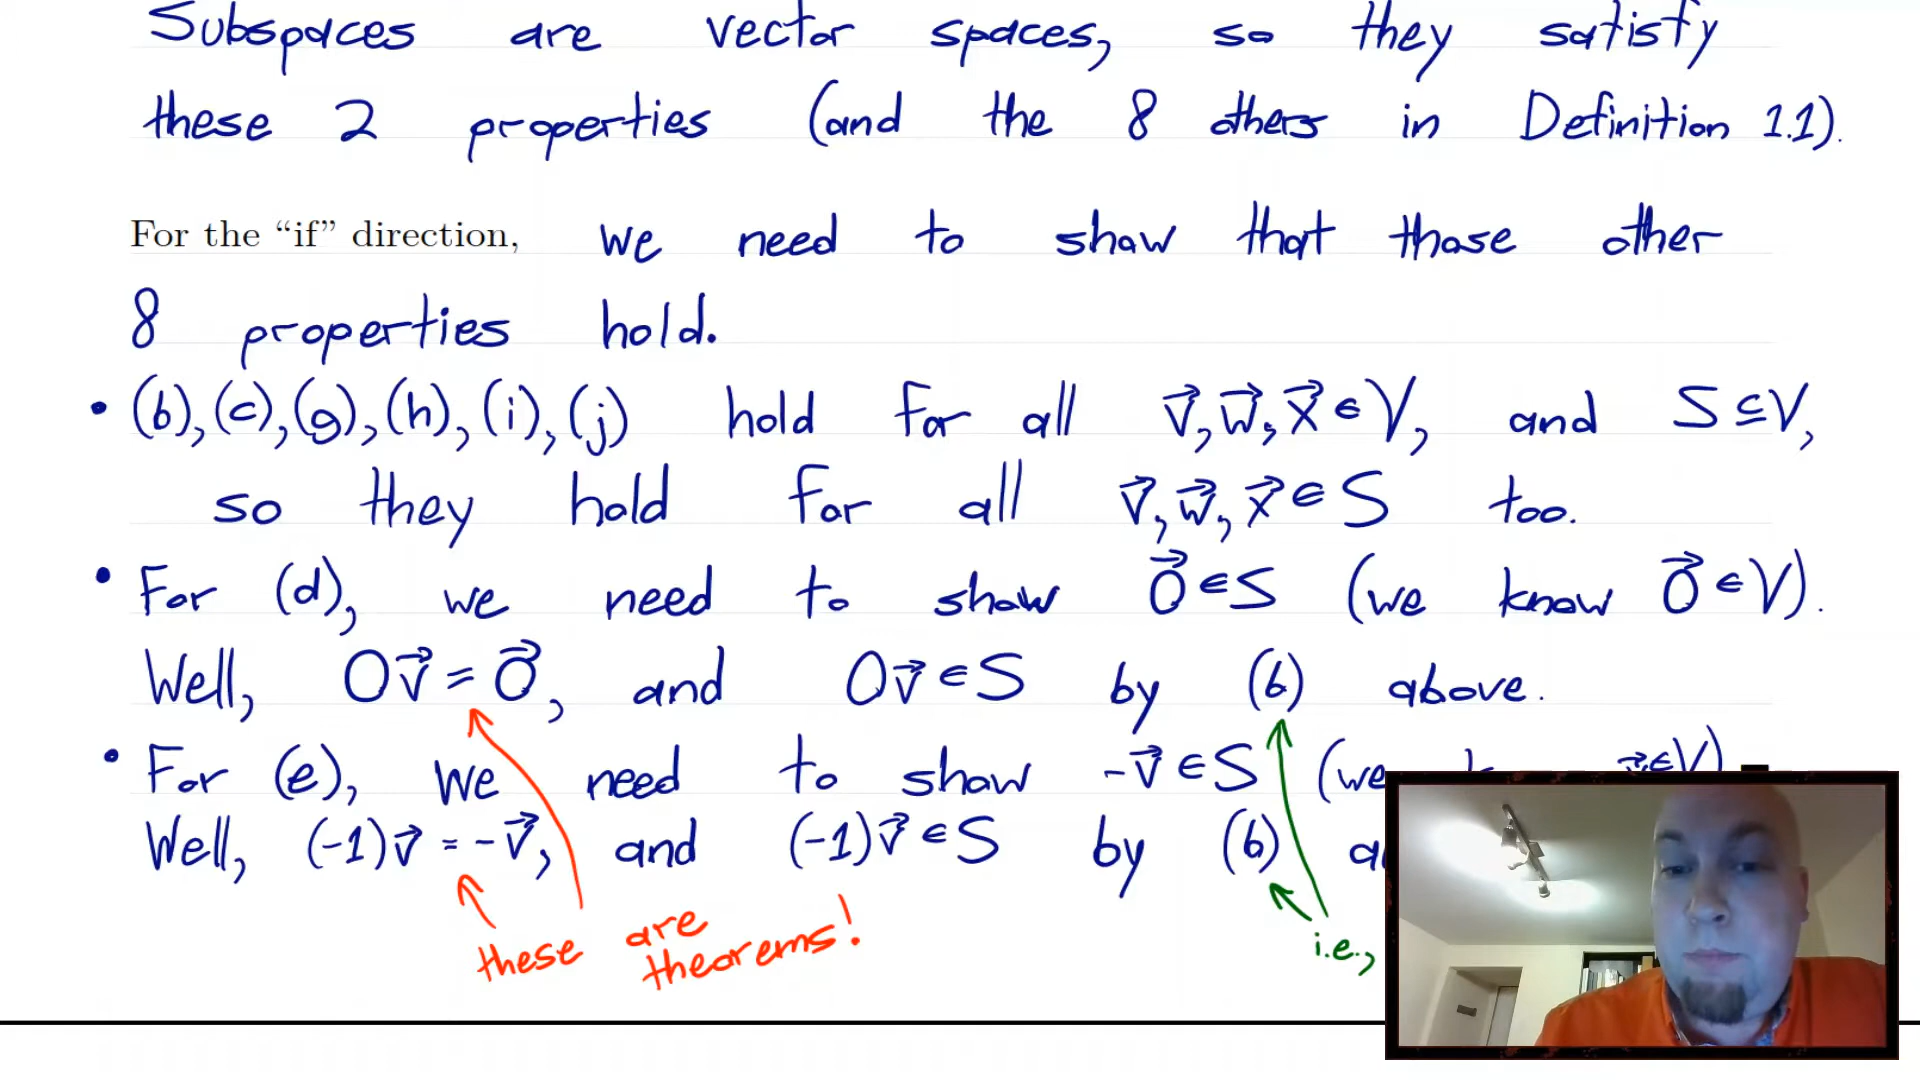 Subspaces are vector spaces, so they satisfy
these 2 properties (and the 8 others in Definition 1.1).
For the “if” direction, we need to show that those other
8 properties hold.
• (b), (c), (g), (h), (i), (j) hold for all v⃗, w⃗, x⃗ ∈ V, and S ⊆ V,
so they hold for all v⃗, w⃗, x⃗ ∈ S too.
• For (d), we need to show 0⃗ ∈ S (we know 0⃗ ∈ V).
Well, 0v⃗ = 0⃗, and 0v⃗ ∈ S by (b) above.
• For (e), we need to show -v⃗ ∈ S (we
Well, (-1)v⃗ = -v⃗, and (-1)v⃗ ∈ S by (b)
these are theorems!
i.e.,